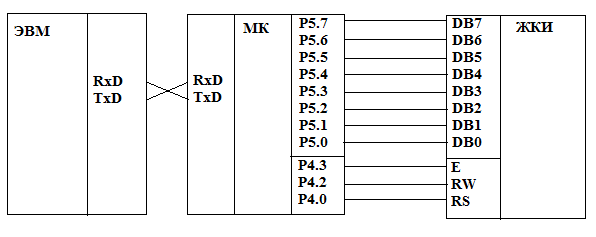 ЭВМ
RxD
TxD
МК
RxD
TxD
P5.7
P5.6
P5.5
P5.4
P5.3
P5.2
P5.1
P5.0
P4.3
P4.2
P4.0
ЖКИ
DB7
DB6
DB5
DB4
DB3
DB2
DB1
DB0
E
RW
RS